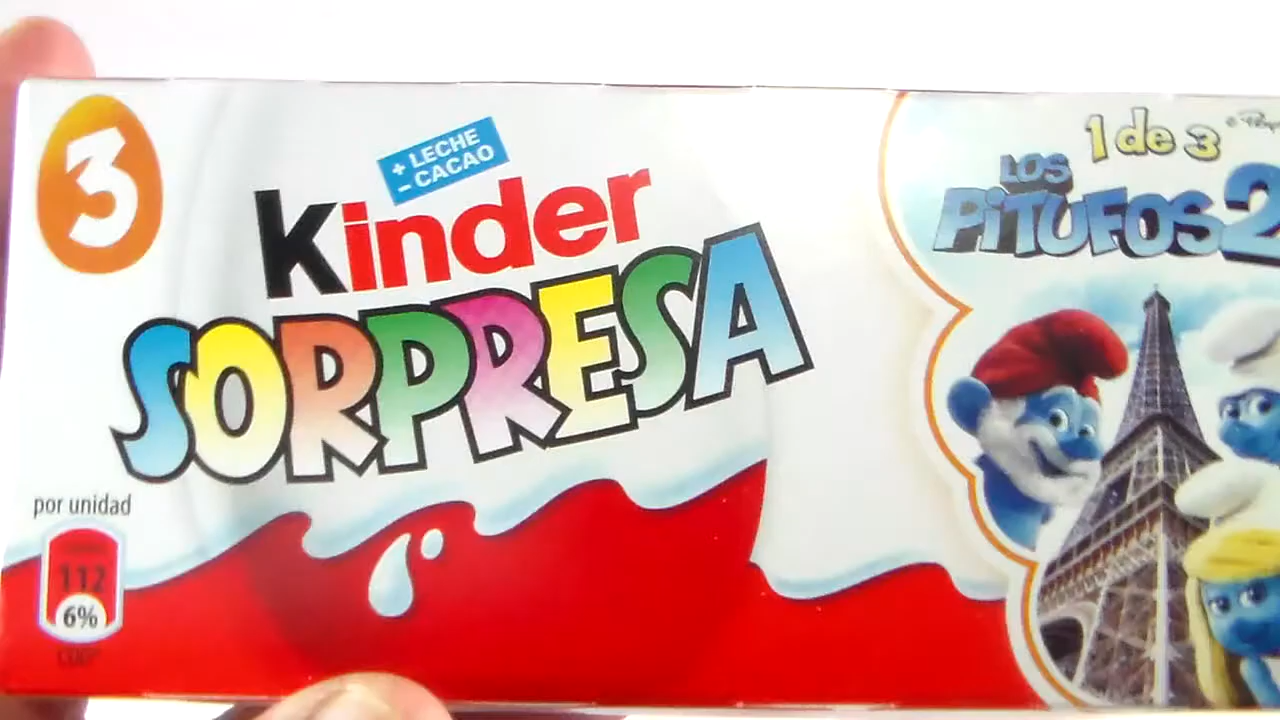 3
+ LECHE
- CACAO
Kinder
SORPRESA
por unidad
112
6%
1 de 3
LOS
PiTUFOS 2